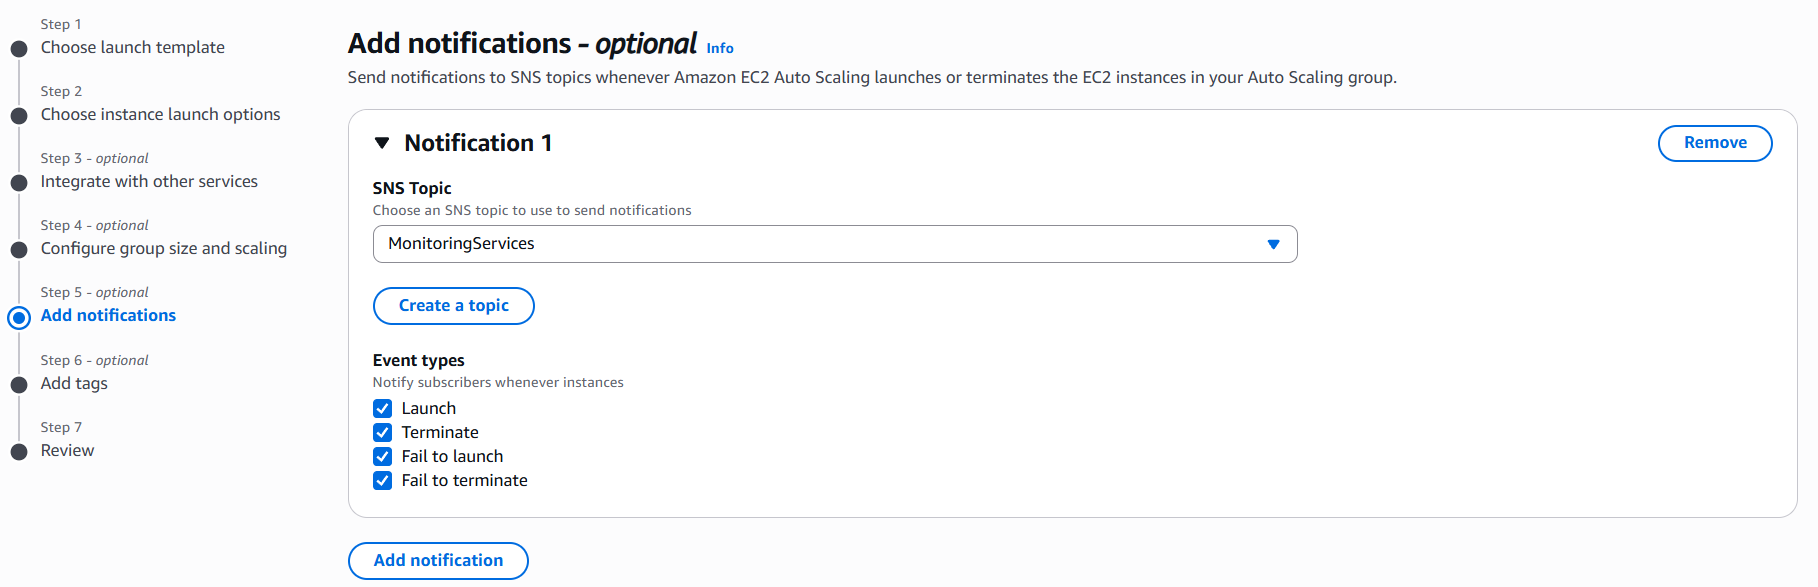 Step 1
Choose launch template
Step 2
Choose instance launch options
Step 3 - optional
Integrate with other services
Step 4 - optional
Configure group size and scaling
Step 5 - optional
Add notifications
Step 6 - optional
Add tags
Step 7
Review
Add notifications - optional Info
Send notifications to SNS topics whenever Amazon EC2 Auto Scaling launches or terminates the EC2 instances in your Auto Scaling group.
Notification 1
Remove
SNS Topic
Choose an SNS topic to use to send notifications
MonitoringServices
Create a topic
Event types
Notify subscribers whenever instances
Launch
Terminate
Fail to launch
Fail to terminate
Add notification